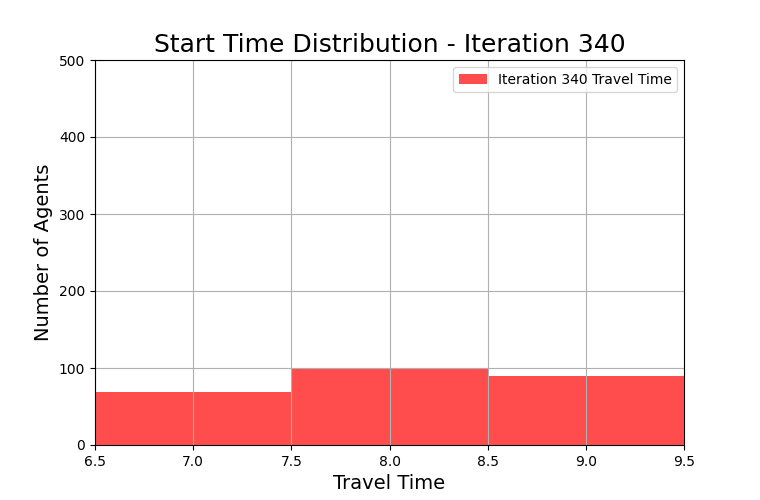 Start Time Distribution - Iteration 340
500
Iteration 340 Travel Time
400
300
200
100
0
Number of Agents
6.5 7.0 7.5 8.0 8.5 9.0 9.5
Travel Time